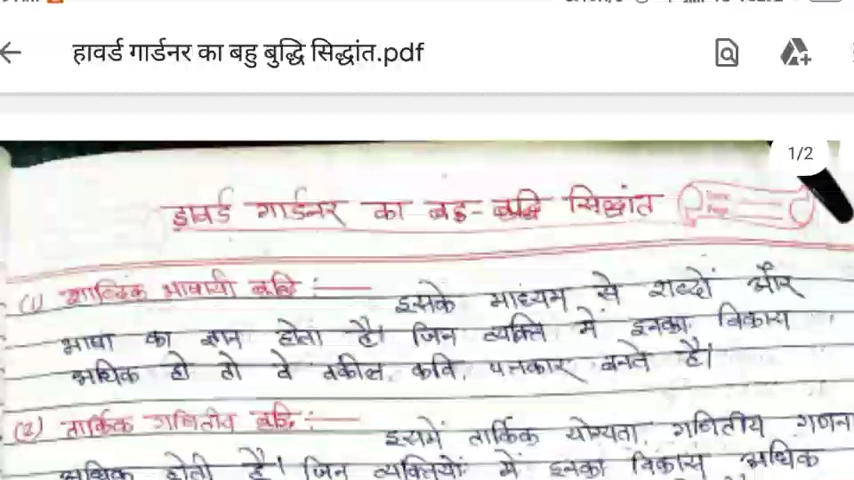 हावर्ड गार्डनर का बहु बुद्धि सिद्धांत.pdf
1/2
हावर्ड गार्डनर का बहु-बुद्धि सिद्धांत
(1) शाब्दिक भाषायी बुद्धि :- इसके माध्यम से शब्दों और
भाषा का ज्ञान होता है। जिन व्यक्ति में इनका विकास
अधिक हो तो वे वकील, कवि, पत्रकार बनते है।
(2) तार्किक गणितीय बुद्धि :- इसमें तार्किक योग्यता, गणितीय गणना
अधिक होती है। जिन व्यक्तियों में इनका विकास अधिक